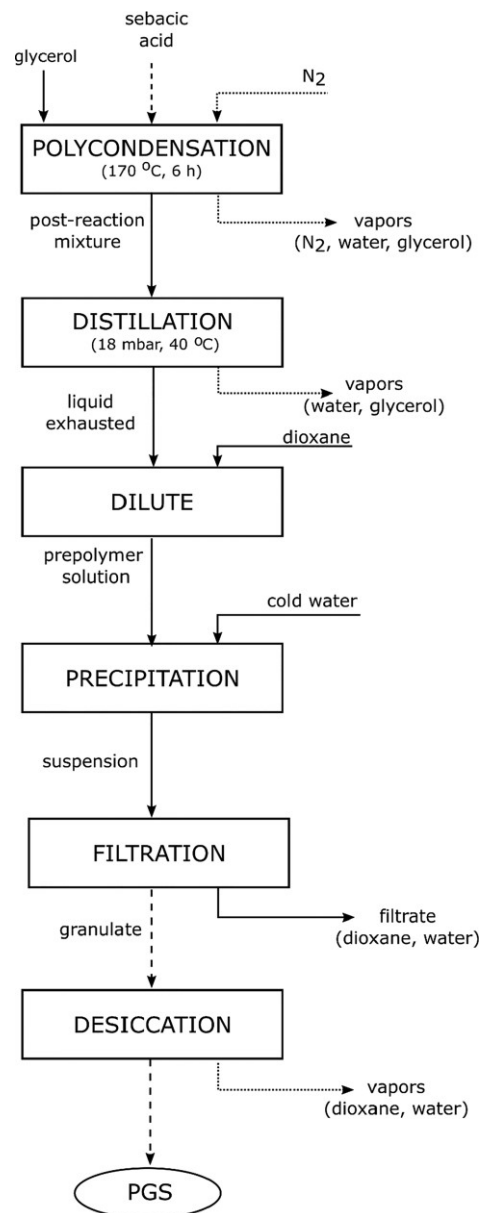 sebacic
acid
glycerol
N2
POLYCONDENSATION
(170 °C, 6 h)
post-reaction
mixture
vapors
(N2, water, glycerol)
DISTILLATION
(18 mbar, 40 °C)
vapors
(water, glycerol)
liquid
exhausted
dioxane
DILUTE
prepolymer
solution
cold water
PRECIPITATION
suspension
FILTRATION
granulate
filtrate
(dioxane, water)
DESICCATION
vapors
(dioxane, water)
PGS